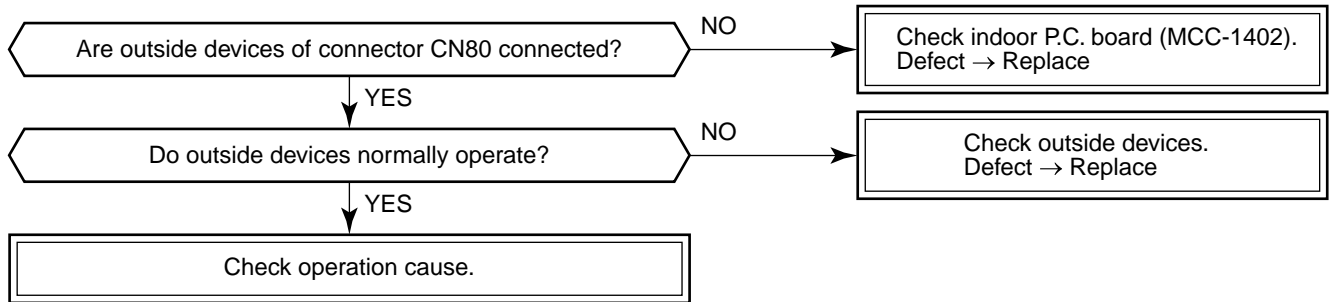 Are outside devices of connector CN80 connected?
NO
Check indoor P.C. board (MCC-1402).
Defect → Replace
YES
Do outside devices normally operate?
NO
Check outside devices.
Defect → Replace
YES
Check operation cause.